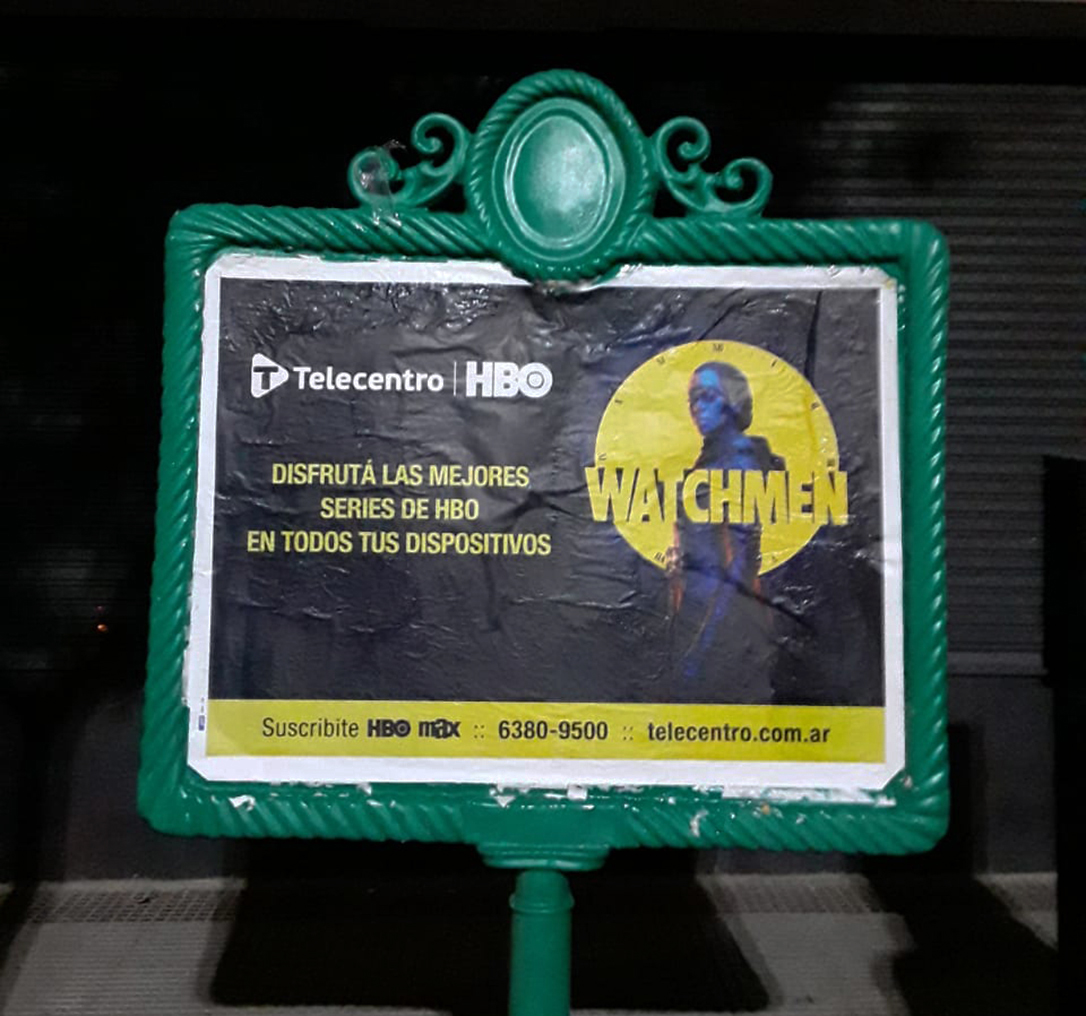 Telecentro | HBO
DISFRUTÁ LAS MEJORES
SERIES DE HBO
EN TODOS TUS DISPOSITIVOS
WATCHMEN
Suscribite HBO max :: 6380-9500 :: telecentro.com.ar